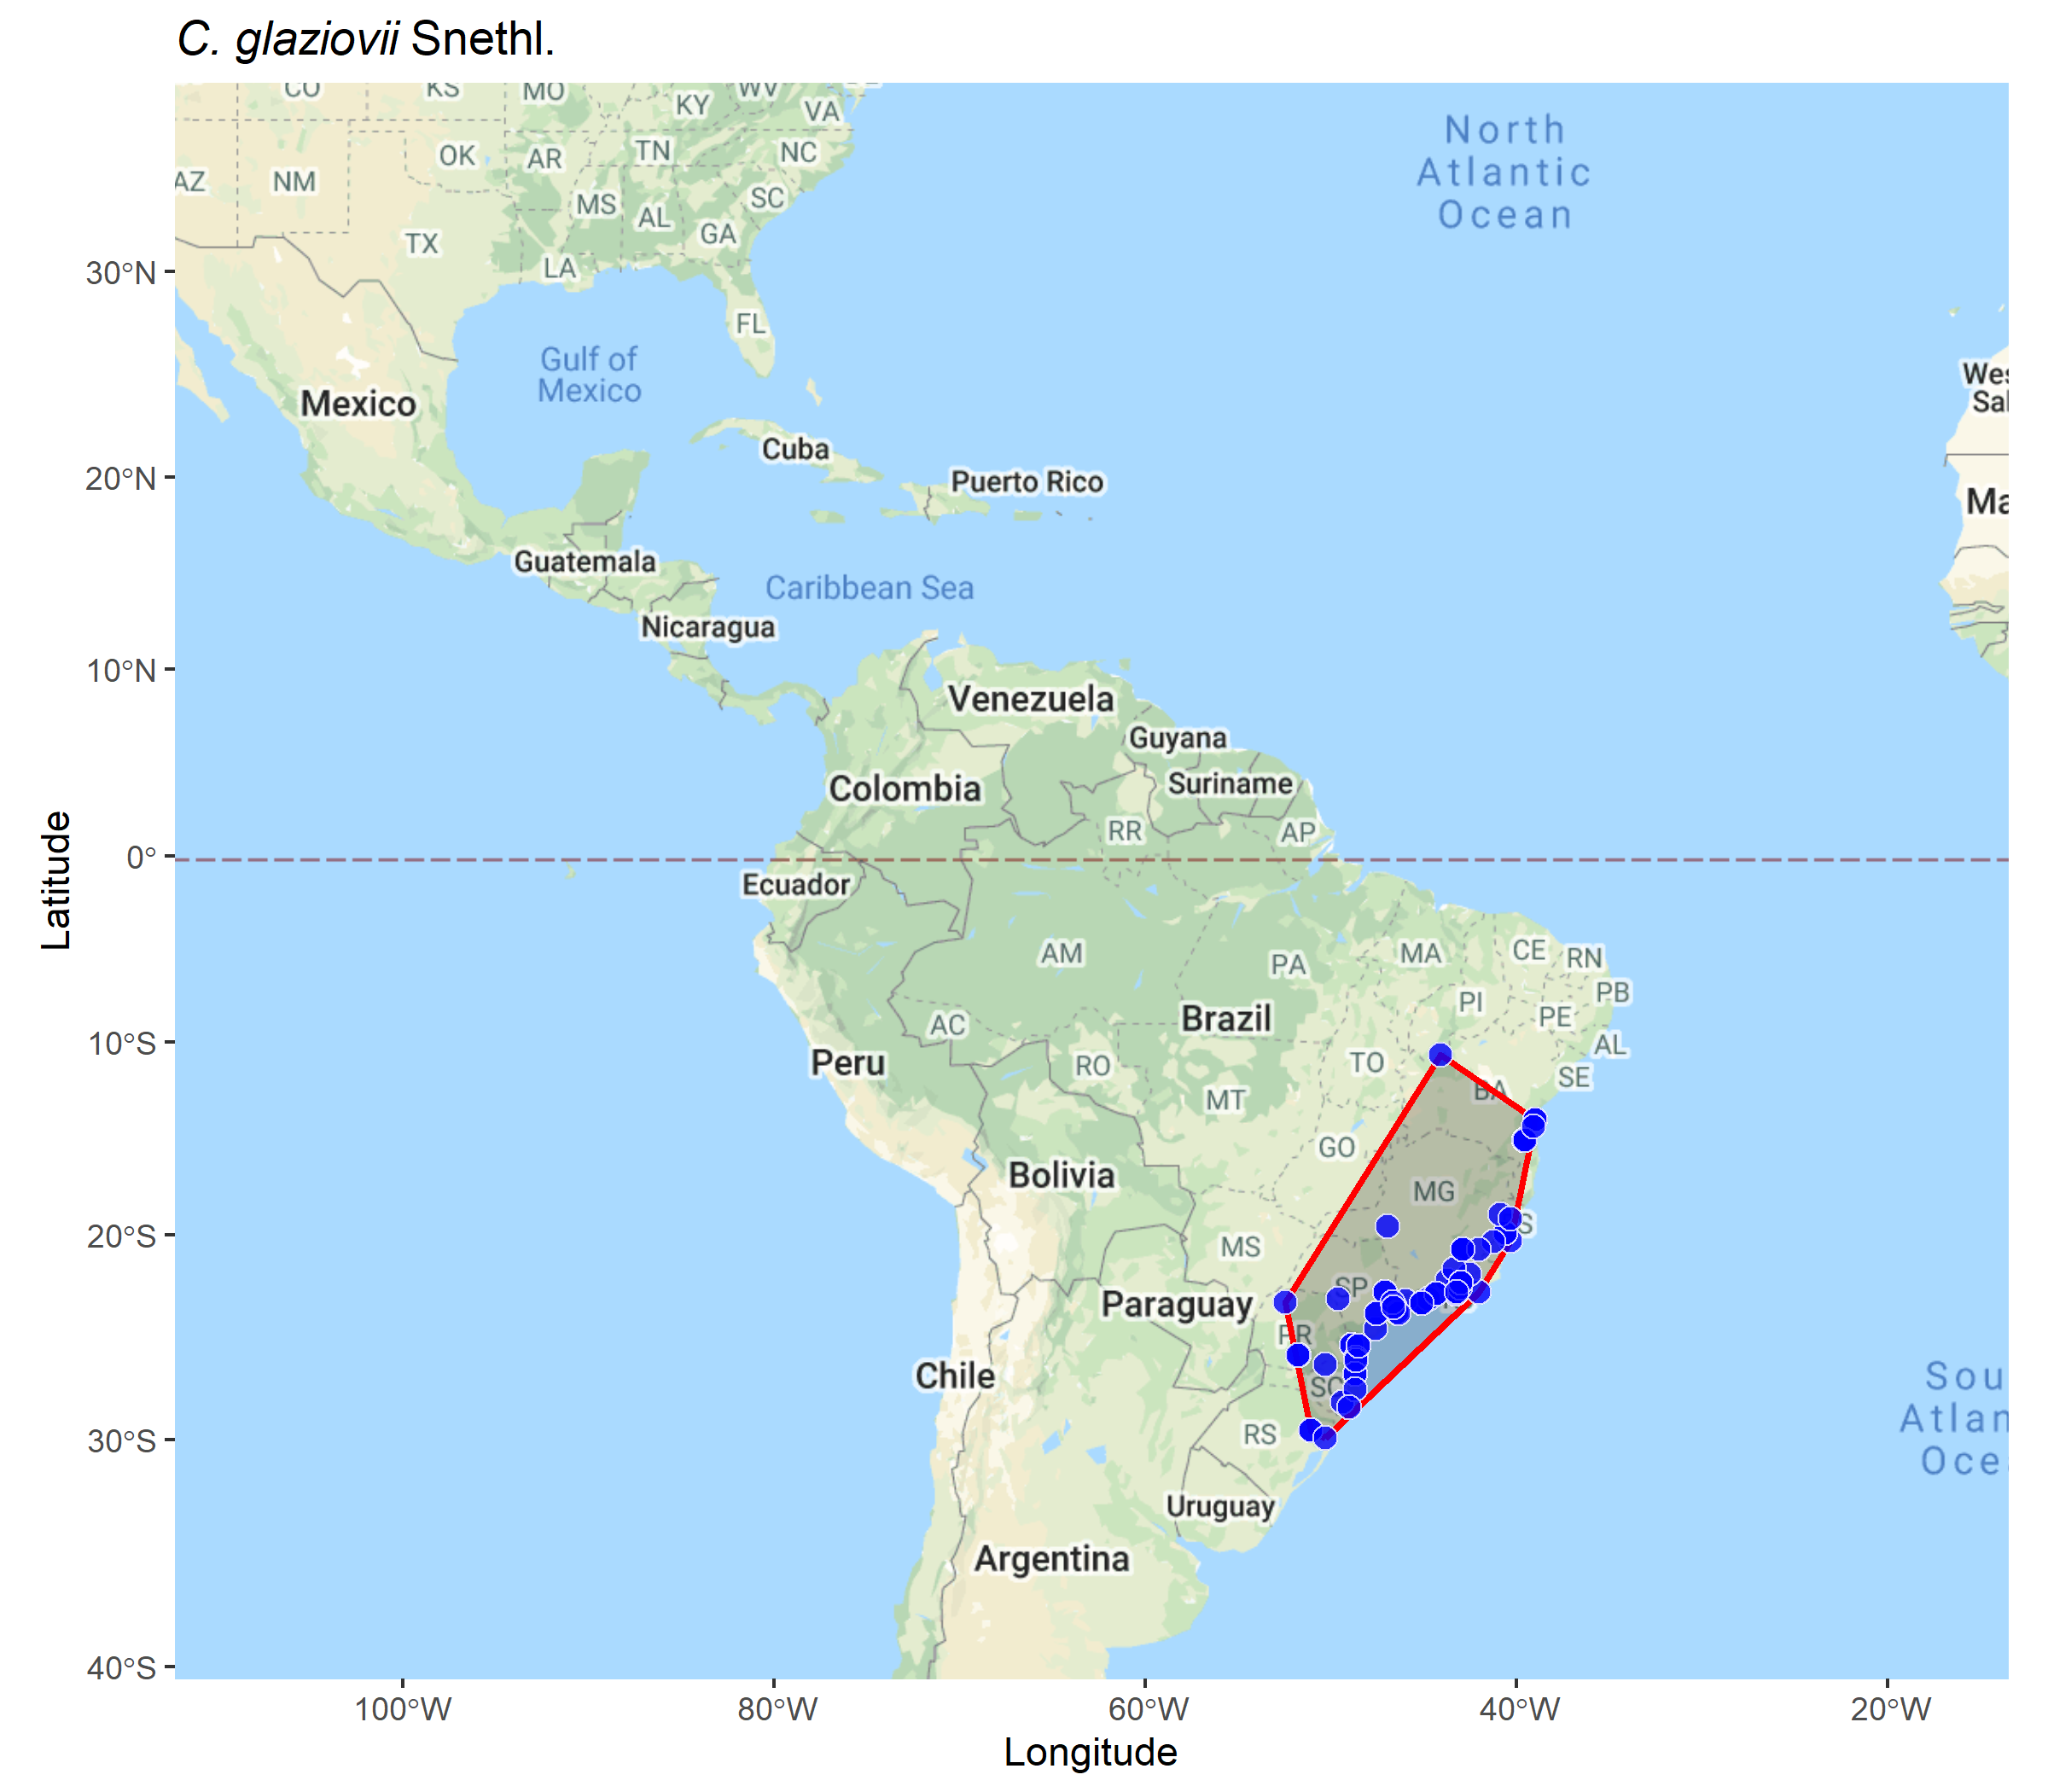 C. glaziovii Snethl.
CO
KS
MO
KY
WV
VA
OK
AR
TN
NC
AZ
NM
MS
AL
SC
GA
TX
LA
FL
North
Atlantic
Ocean
30°N
Gulf of
Mexico
Mexico
Cuba
Puerto Rico
20°N
Guatemala
Caribbean Sea
Nicaragua
10°N
Venezuela
Guyana
Colombia
Suriname
RR
AP
0°
Ecuador
Latitude
AM
PA
MA
CE
RN
PI
PB
Brazil
PE
AC
10°S
AL
Peru
RO
TO
SE
MT
BA
GO
Bolivia
MG
20°S
S
MS
SP
Paraguay
PR
Chile
SC
Sou
Atlan
Oce
30°S
RS
Uruguay
Argentina
40°S
Wes
Sal
Ma
100°W
80°W
60°W
40°W
20°W
Longitude